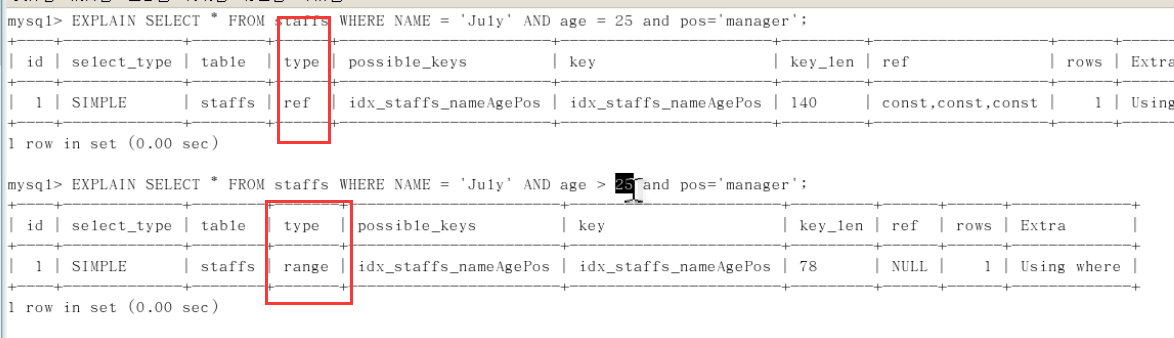 mysql> EXPLAIN SELECT * FROM staffs WHERE NAME = 'July' AND age = 25 and pos='manager';
| id | select_type | table | type | possible_keys | key | key_len | ref | rows | Extra
| 1 | SIMPLE | staffs | ref | idx_staffs_nameAgePos | idx_staffs_nameAgePos | 140 | const,const,const | 1 | Using
1 row in set (0.00 sec)
mysql> EXPLAIN SELECT * FROM staffs WHERE NAME = 'July' AND age > 25 and pos='manager';
| id | select_type | table | type | possible_keys | key | key_len | ref | rows | Extra |
| 1 | SIMPLE | staffs | range | idx_staffs_nameAgePos | idx_staffs_nameAgePos | 78 | NULL | 1 | Using where |
1 row in set (0.00 sec)